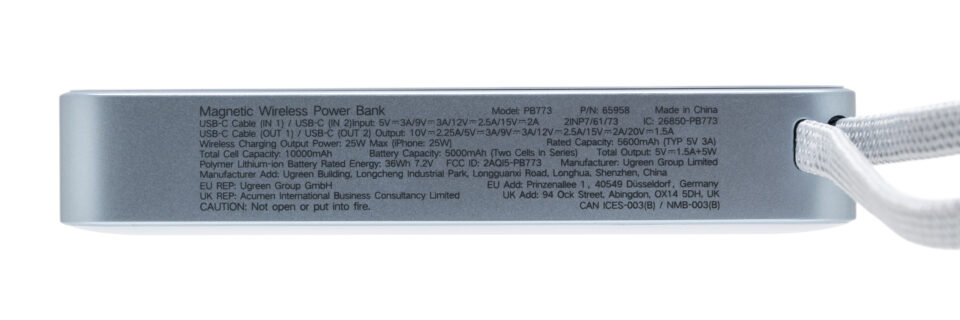 Magnetic Wireless Power Bank Model: PB773 P/N: 65958 Made in China
USB-C Cable (IN 1) / USB-C (IN 2)Input: 5V⎓3A/9V⎓3A/12V⎓2.5A/15V⎓2A 2INP7/61/73 IC: 26850-PB773
USB-C Cable (OUT 1) / USB-C (OUT 2) Output: 10V⎓2.25A/5V⎓3A/9V⎓3A/12V⎓2.5A/15V⎓2A/20V⎓1.5A
Wireless Charging Output Power: 25W Max (iPhone: 25W) Rated Capacity: 5600mAh (TYP 5V 3A)
Total Cell Capacity: 10000mAh Battery Capacity: 5000mAh (Two Cells in Series) Total Output: 5V⎓1.5A+5W
Polymer Lithium-ion Battery Rated Energy: 36Wh 7.2V FCC ID: 2AQI5-PB773 Manufacturer: Ugreen Group Limited
Manufacturer Add: Ugreen Building, Longcheng Industrial Park, Longguanxi Road, Longhua, Shenzhen, China
EU REP: Ugreen Group GmbH EU Add: Prinzenallee 1, 40549 Düsseldorf, Germany
UK REP: Acumen International Business Consultancy Limited UK Add: 94 Ock Street, Abingdon, OX14 5DH, UK
CAUTION: Not open or put into fire. CAN ICES-003(B) / NMB-003(B)